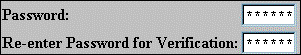 Password: ******
Re-enter Password for Verification: ******